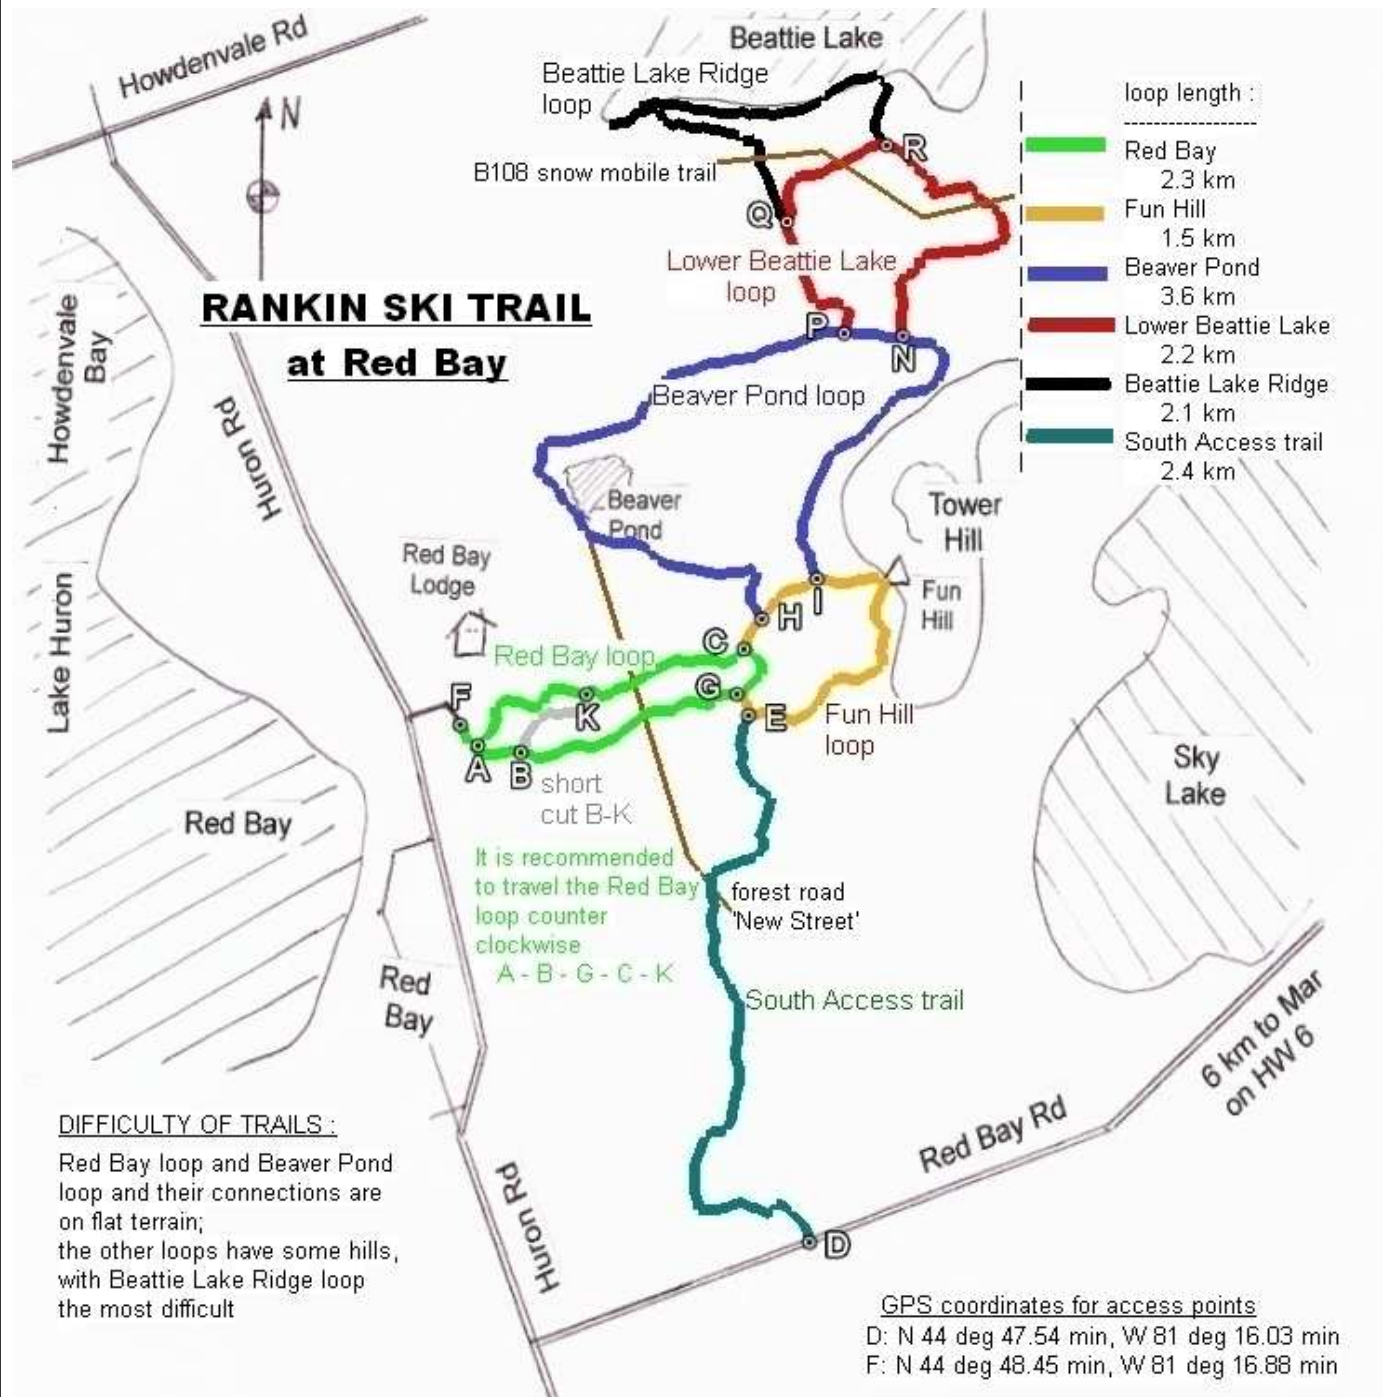 Howdenvale Rd
N
Beattie Lake
Beattie Lake Ridge
loop
B108 snow mobile trail
R
Q
Lower Beattie Lake
loop
P
N
loop length :
-----------------
Red Bay
2.3 km
Fun Hill
1.5 km
Beaver Pond
3.6 km
Lower Beattie Lake
2.2 km
Beattie Lake Ridge
2.1 km
South Access trail
2.4 km
RANKIN SKI TRAIL
at Red Bay
Howdenvale
Bay
Huron Rd
Beaver Pond loop
Beaver
Pond
Tower
Hill
Red Bay
Lodge
Fun
Hill
I
H
C
Red Bay loop
Lake Huron
F
K
G
E
Fun Hill
loop
A
B
short
cut B-K
Sky
Lake
Red Bay
It is recommended
to travel the Red Bay
loop counter
clockwise
A - B - G - C - K
forest road
'New Street'
Red
Bay
South Access trail
6 km to Mar
on HW 6
Red Bay Rd
Huron Rd
D
DIFFICULTY OF TRAILS :
Red Bay loop and Beaver Pond
loop and their connections are
on flat terrain;
the other loops have some hills,
with Beattie Lake Ridge loop
the most difficult
GPS coordinates for access points
D: N 44 deg 47.54 min, W 81 deg 16.03 min
F: N 44 deg 48.45 min, W 81 deg 16.88 min